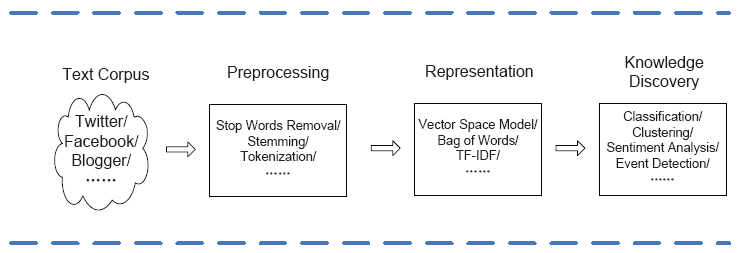 Text Corpus
Twitter/
Facebook/
Blogger/
······
Preprocessing
Stop Words Removal/
Stemming/
Tokenization/
······
Representation
Vector Space Model/
Bag of Words/
TF-IDF/
······
Knowledge
Discovery
Classification/
Clustering/
Sentiment Analysis/
Event Detection/
······